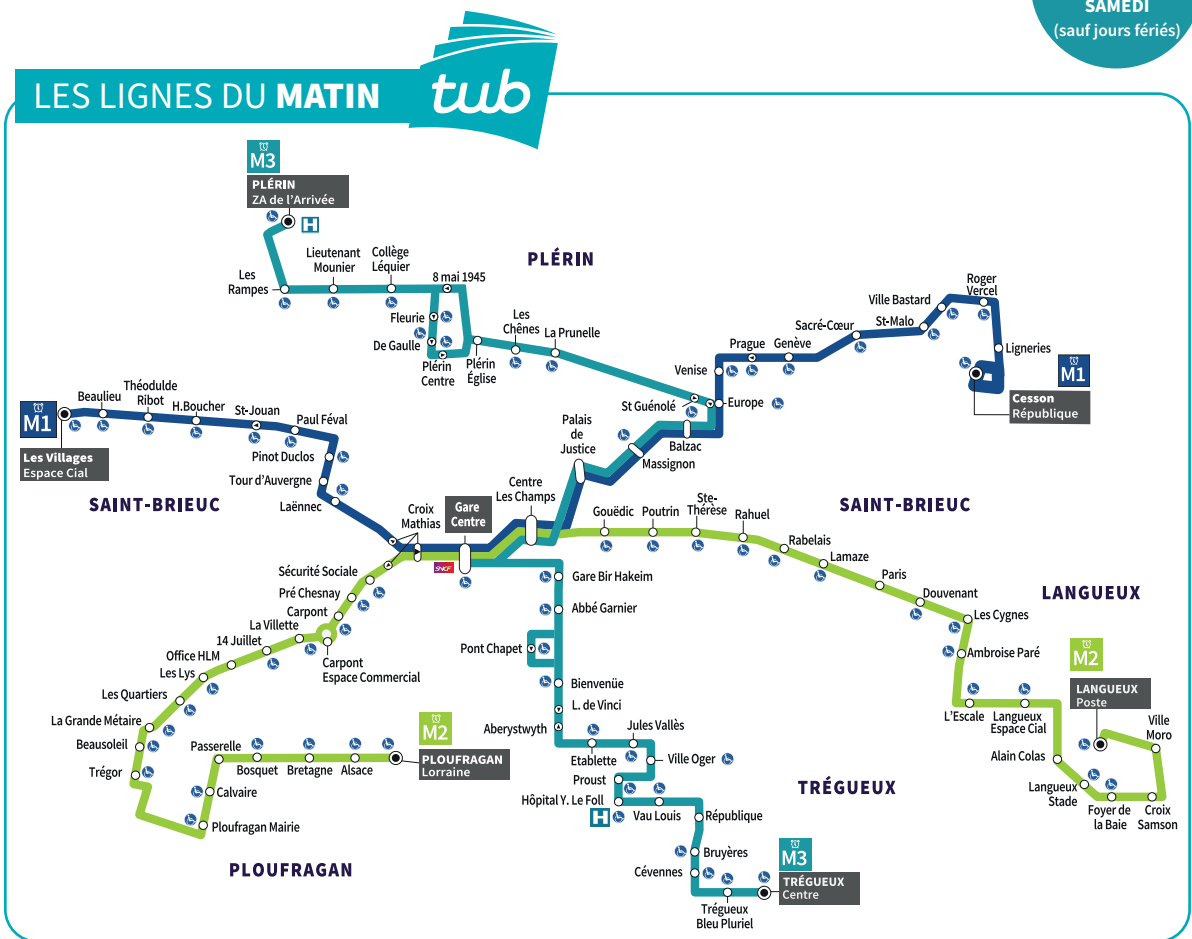 SAMEDI
(sauf jours fériés)
LES LIGNES DU MATIN
tub
M3
PLÉRIN
ZA de l'Arrivée
H
Les
Rampes
Lieutenant
Mounier
Collège
Léquier
8 mai 1945
PLÉRIN
Fleurie
De Gaulle
Plérin
Centre
Plérin
Église
Les
Chênes
La Prunelle
Roger
Vercel
Ville Bastard
St-Malo
Sacré-Cœur
Genève
Prague
Venise
Ligneries
M1
Cesson
République
St Guénolé
Europe
Balzac
Massignon
Palais
de
Justice
M1
Les Villages
Espace Cial
Beaulieu
Théodulde
Ribot
H.Boucher
St-Jouan
Paul Féval
Pinot Duclos
Tour d'Auvergne
Laënnec
SAINT-BRIEUC
Croix
Mathias
Gare
Centre
SNCF
Centre
Les Champs
SAINT-BRIEUC
Gouëdic
Poutrin
Ste-
Thérèse
Rahuel
Rabelais
Lamaze
Paris
Douvenant
Les Cygnes
LANGUEUX
Ambroise Paré
L'Escale
Langueux
Espace Cial
Alain Colas
Langueux
Stade
Foyer de
la Baie
Croix
Samson
Ville
Moro
M2
LANGUEUX
Poste
Sécurité Sociale
Pré Chesnay
Carpont
La Villette
Carpont
Espace Commercial
14 Juillet
Office HLM
Les Lys
Les Quartiers
La Grande Métaire
Beausoleil
Trégor
Passerelle
Calvaire
Ploufragan Mairie
Bosquet
Bretagne
Alsace
M2
PLOUFRAGAN
Lorraine
PLOUFRAGAN
Gare Bir Hakeim
Abbé Garnier
Pont Chapet
Bienvenüe
L. de Vinci
Aberystwyth
Etablette
Jules Vallès
Ville Oger
Proust
Hôpital Y. Le Foll
H
Vau Louis
République
TRÉGUEUX
Bruyères
Cévennes
Trégueux
Bleu Pluriel
M3
TRÉGUEUX
Centre